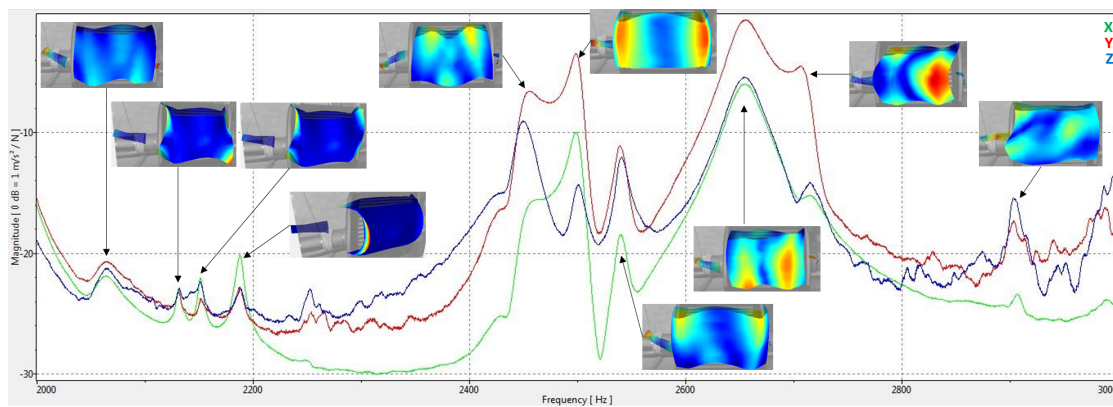 X
Y
Z
Magnitude [ 0 dB = 1 m/s² / N ]
-10
-20
-30
2000
2200
2400
2600
2800
300
Frequency [ Hz ]